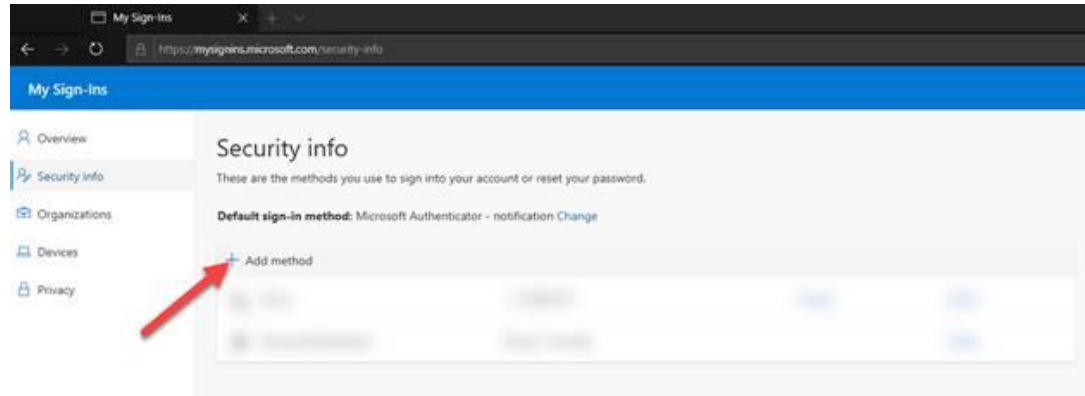 My Sign-Ins
https://mysignins.microsoft.com/security-info
My Sign-Ins
Overview
Security info
Organizations
Devices
Privacy
Security info
These are the methods you use to sign into your account or reset your password.
Default sign-in method: Microsoft Authenticator - notification Change
Add method